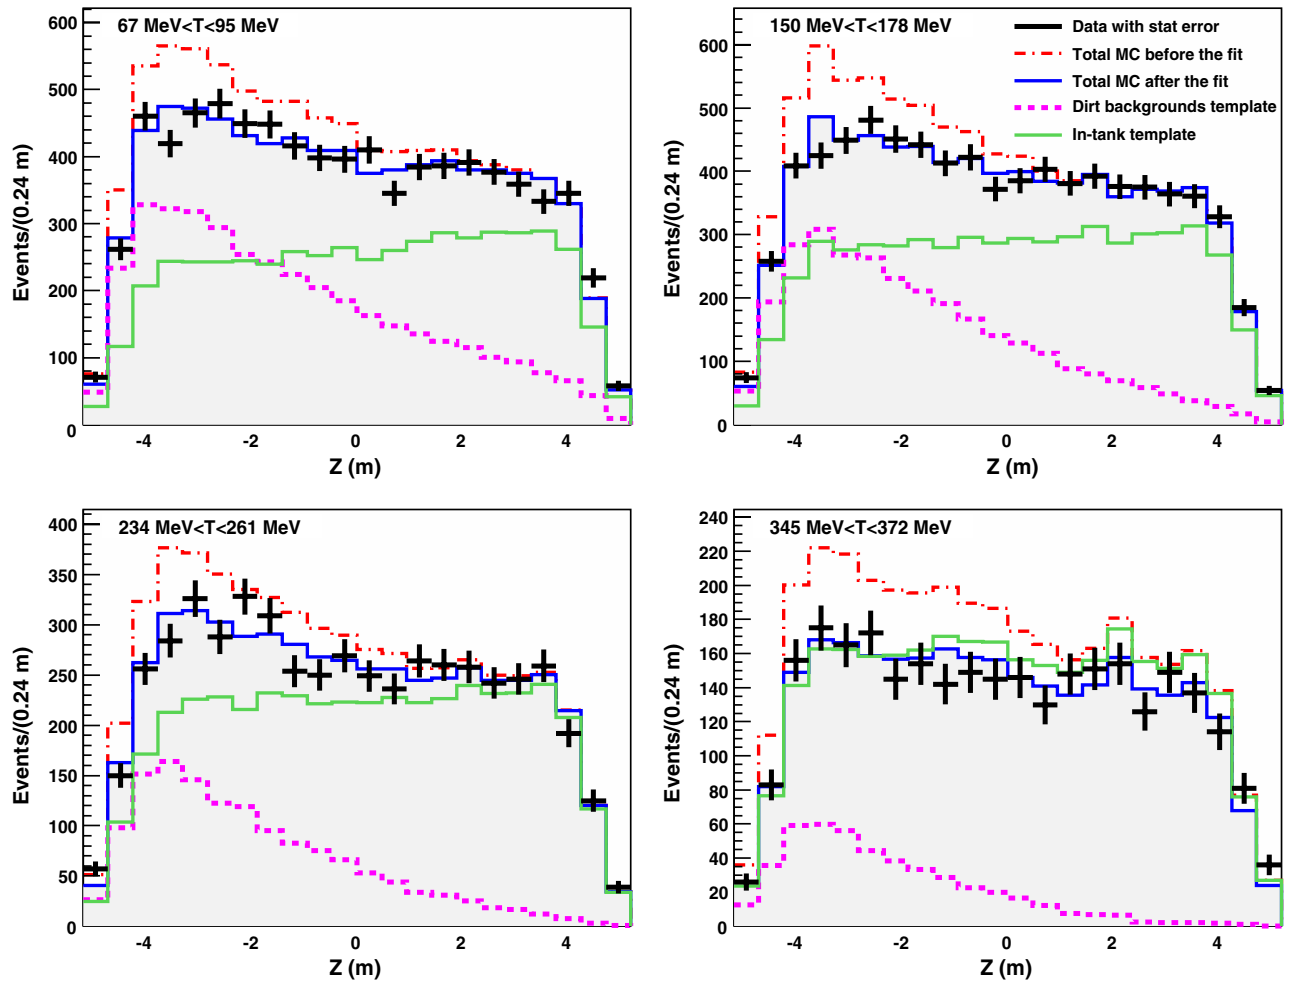 67 MeV<T<95 MeV
Events/(0.24 m)
600
500
400
300
200
100
0
-4 -2 0 2 4
Z (m)
150 MeV<T<178 MeV
Data with stat error
Total MC before the fit
Total MC after the fit
Dirt backgrounds template
In-tank template
Events/(0.24 m)
600
500
400
300
200
100
0
-4 -2 0 2 4
Z (m)
234 MeV<T<261 MeV
Events/(0.24 m)
400
350
300
250
200
150
100
50
0
-4 -2 0 2 4
Z (m)
345 MeV<T<372 MeV
Events/(0.24 m)
240
220
200
180
160
140
120
100
80
60
40
20
0
-4 -2 0 2 4
Z (m)